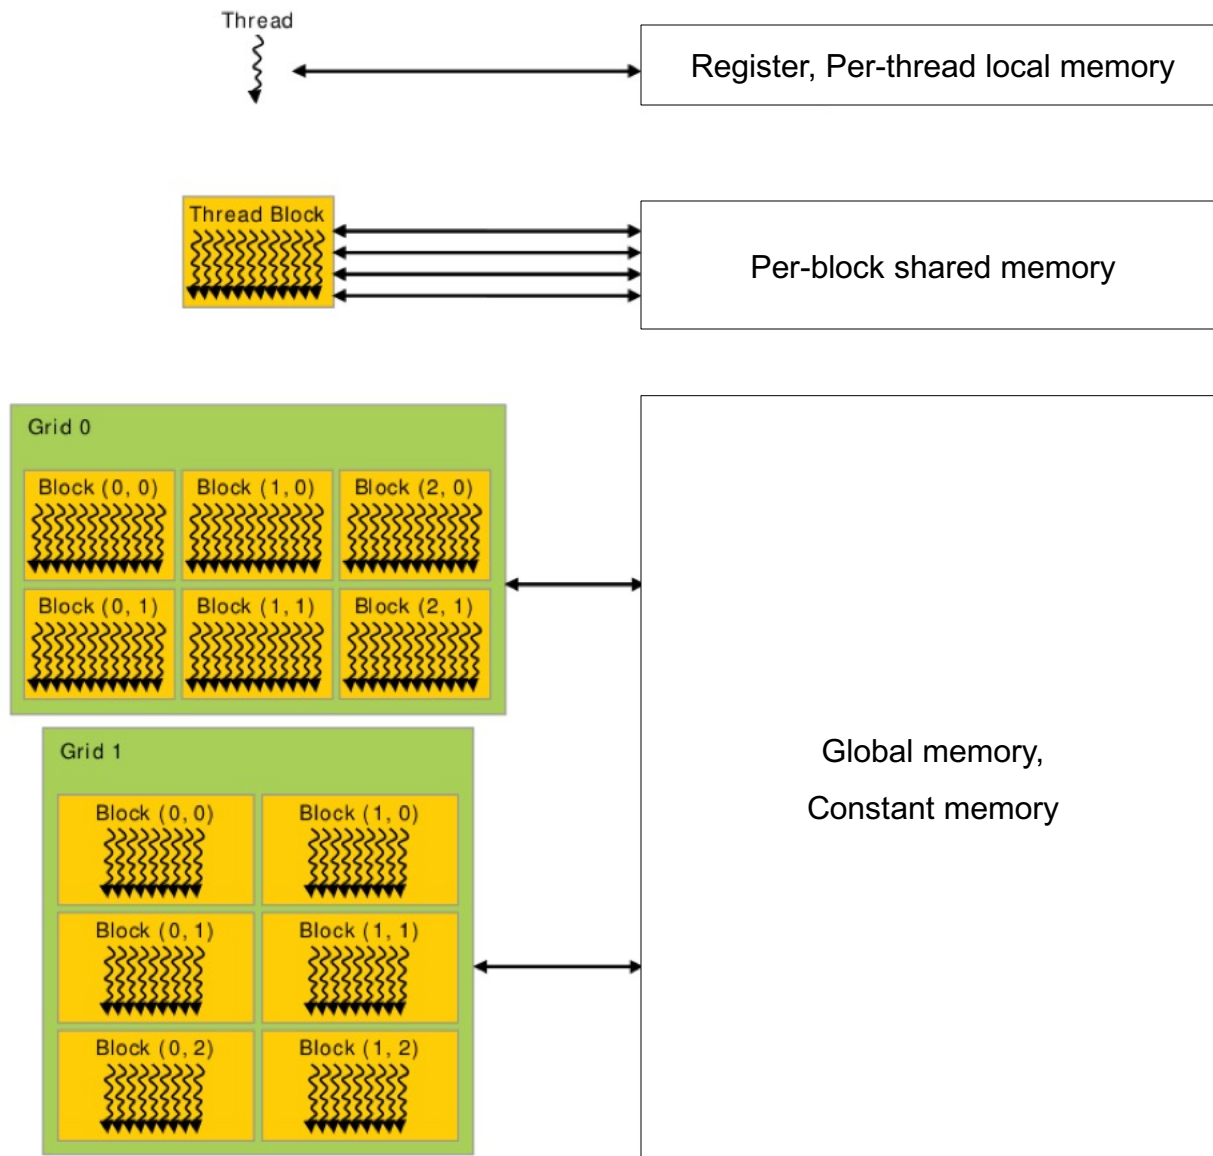 Thread
Register, Per-thread local memory
Thread Block
Per-block shared memory
Grid 0
Block (0, 0) Block (1, 0) Block (2, 0)
Block (0, 1) Block (1, 1) Block (2, 1)
Grid 1
Block (0, 0) Block (1, 0)
Block (0, 1) Block (1, 1)
Block (0, 2) Block (1, 2)
Global memory,
Constant memory